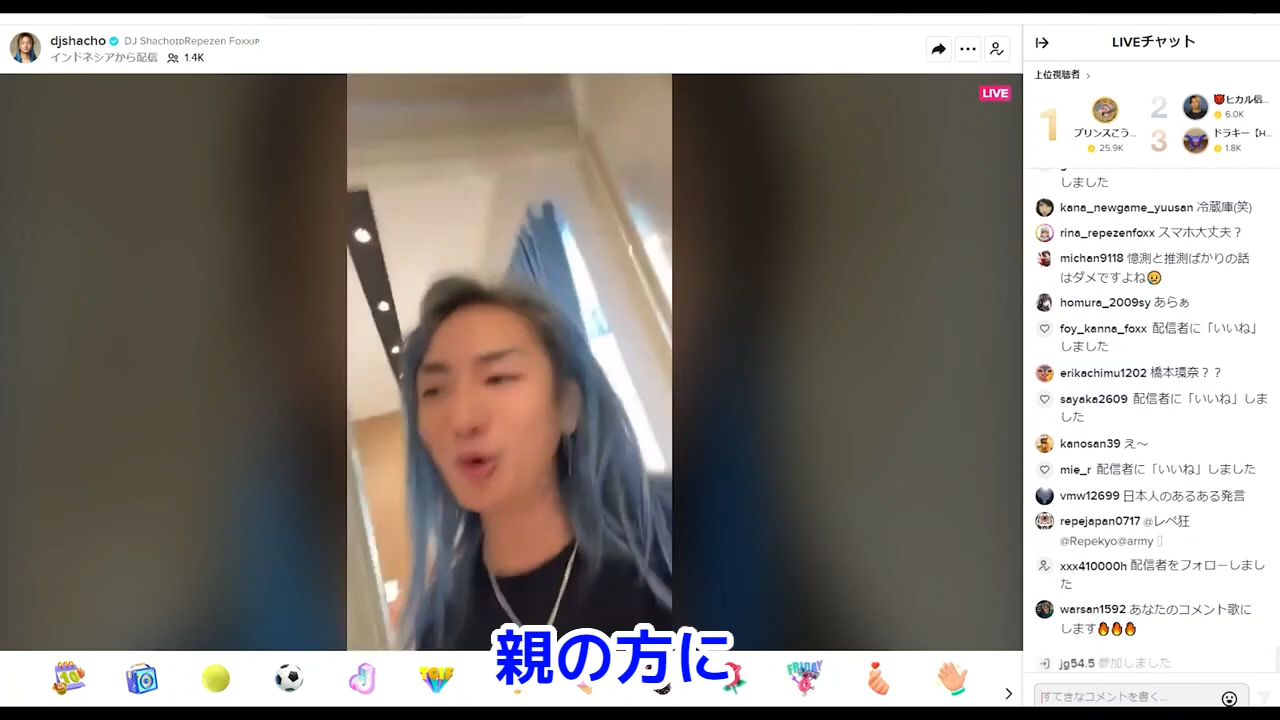 djshacho DJ ShachoⅡⅮRepezen FoxxJP
インドネシアから配信 1.4K
LIVE
LIVEチャット
上位視聴者
1 プリンスこう… 25.9K
2 ヒカル信… 6.0K
3 ドラキー【H… 1.8K
しました
kana_newgame_yuusan 冷蔵庫(笑)
rina_repezenfoxx スマホ大丈夫？
michan9118 憶測と推測ばかりの話
はダメですよね😥
homura_2009sy あらぁ
foy_kanna_foxx 配信者に「いいね」
しました
erikachimu1202 橋本環奈？？
sayaka2609 配信者に「いいね」しま
した
kanosan39 え〜
mie_r 配信者に「いいね」しました
vmw12699 日本人のあるある発言
repejapan0717 @レペ狂
@Repekyo@army
xxx410000h 配信者をフォローしまし
た
warsan1592 あなたのコメント歌に
します🔥🔥🔥
jg54.5 参加しました
すてきなコメントを書く...
親の方に
FRIDAY